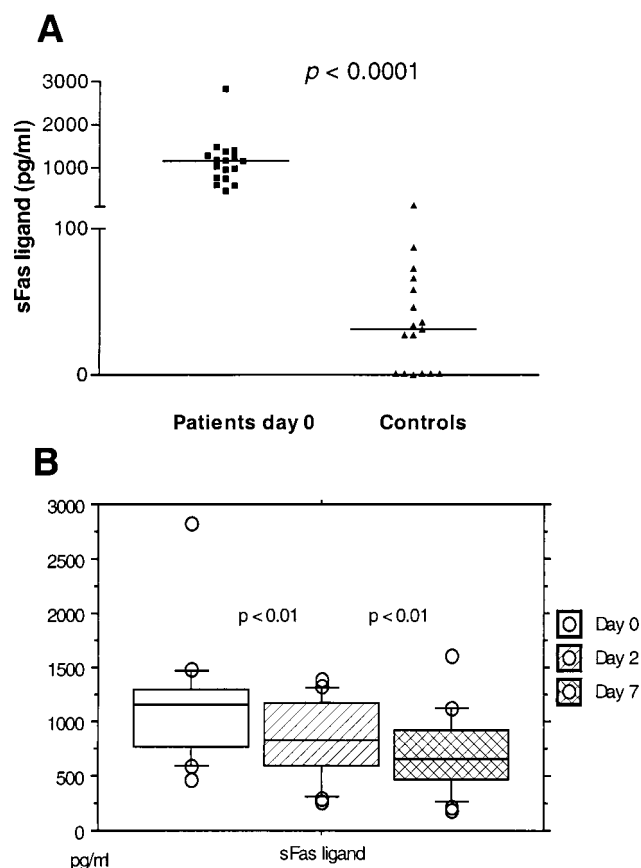 A
p < 0.0001
3000
2000
1000
100
0
sFas ligand (pg/ml)
Patients day 0
Controls
B
3000
2500
2000
1500
1000
500
0
p < 0.01
p < 0.01
Day 0
Day 2
Day 7
pg/ml
sFas ligand